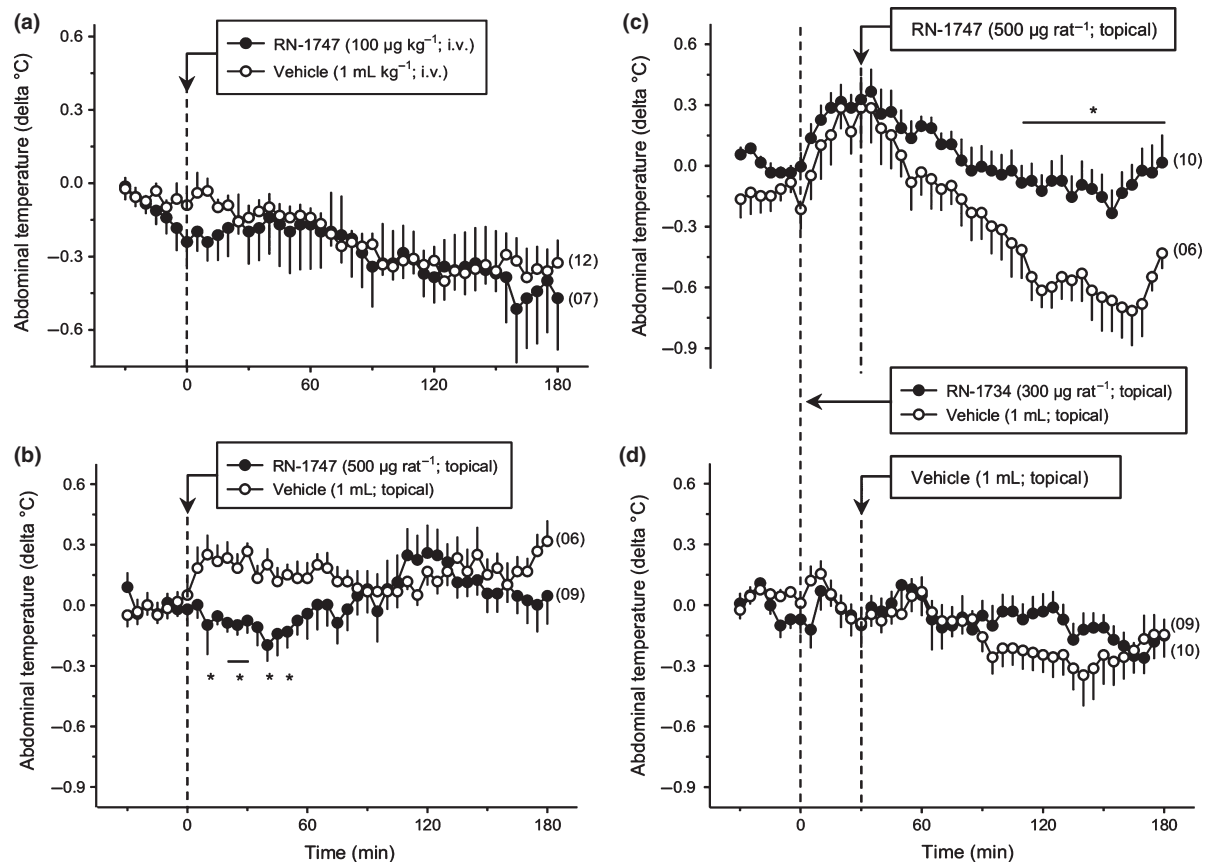 (a)
RN-1747 (100 µg kg⁻¹; i.v.)
Vehicle (1 mL kg⁻¹; i.v.)
Abdominal temperature (delta °C)
0.6
0.3
0.0
–0.3
–0.6
(12)
(07)
0
60
120
180
(b)
RN-1747 (500 µg rat⁻¹; topical)
Vehicle (1 mL; topical)
Abdominal temperature (delta °C)
0.6
0.3
0.0
–0.3
–0.6
–0.9
(06)
(09)
* * * *
0
60
120
180
Time (min)
(c)
RN-1747 (500 µg rat⁻¹; topical)
Abdominal temperature (delta °C)
0.6
0.3
0.0
–0.3
–0.6
–0.9
*
(10)
(06)
RN-1734 (300 µg rat⁻¹; topical)
Vehicle (1 mL; topical)
(d)
Vehicle (1 mL; topical)
Abdominal temperature (delta °C)
0.6
0.3
0.0
–0.3
–0.6
–0.9
(09)
(10)
0
60
120
180
Time (min)